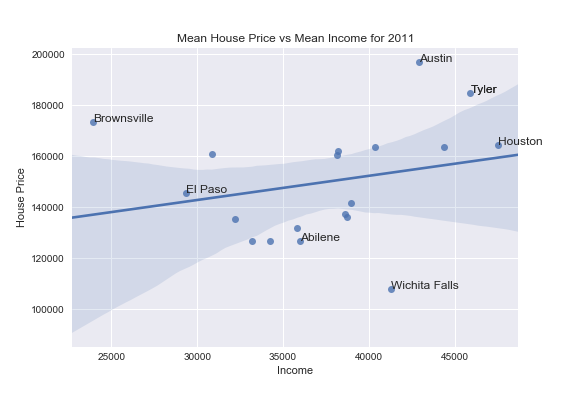 Mean House Price vs Mean Income for 2011
200000
180000
160000
140000
120000
100000
House Price
Austin
Tyler
Brownsville
Houston
El Paso
Abilene
Wichita Falls
25000 30000 35000 40000 45000
Income